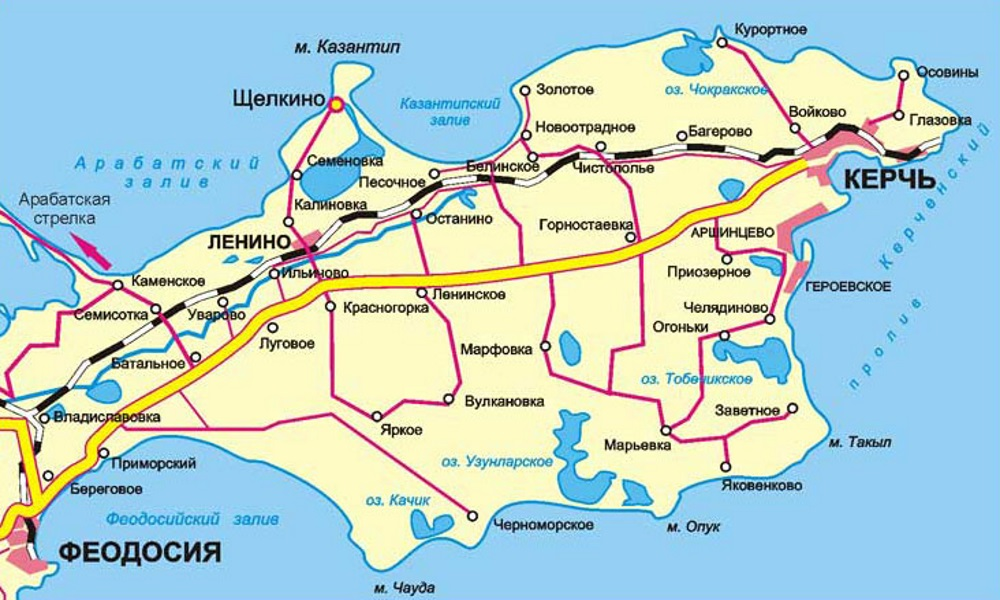 Курортное
м. Казантип
Осовины
Щелкино
Золотое
оз. Чокракское
Казантипский
залив
Войково
Глазовка
Новоотрадное
Багерово
Арабатский
залив
Семеновка
Белинское
Чистополье
Песочное
КЕРЧЬ
Арабатская
стрелка
Калиновка
Останино
Горностаевка
АРШИНЦЕВО
Керченский
пролив
ЛЕНИНО
Ильичово
Приозерное
Каменское
ГЕРОЕВСКОЕ
Ленинское
Семисотка
Уварово
Красногорка
Челядиново
Огоньки
Луговое
Марфовка
Батальное
оз. Тобечикское
Вулкановка
Заветное
Владиславовка
Яркое
Марьевка
м. Такыл
Приморский
оз. Узунларское
Береговое
Яковенково
оз. Качик
Феодосийский залив
Черноморское
м. Опук
ФЕОДОСИЯ
м. Чауда